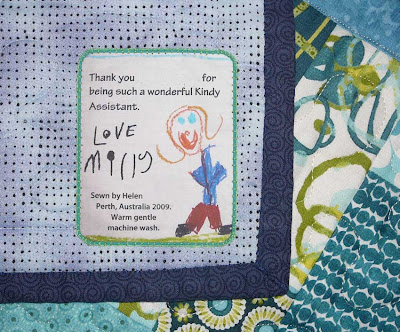 Thank you for
being such a wonderful Kindy
Assistant.
LOVE
Milly
Sewn by Helen
Perth, Australia 2009.
Warm gentle
machine wash.